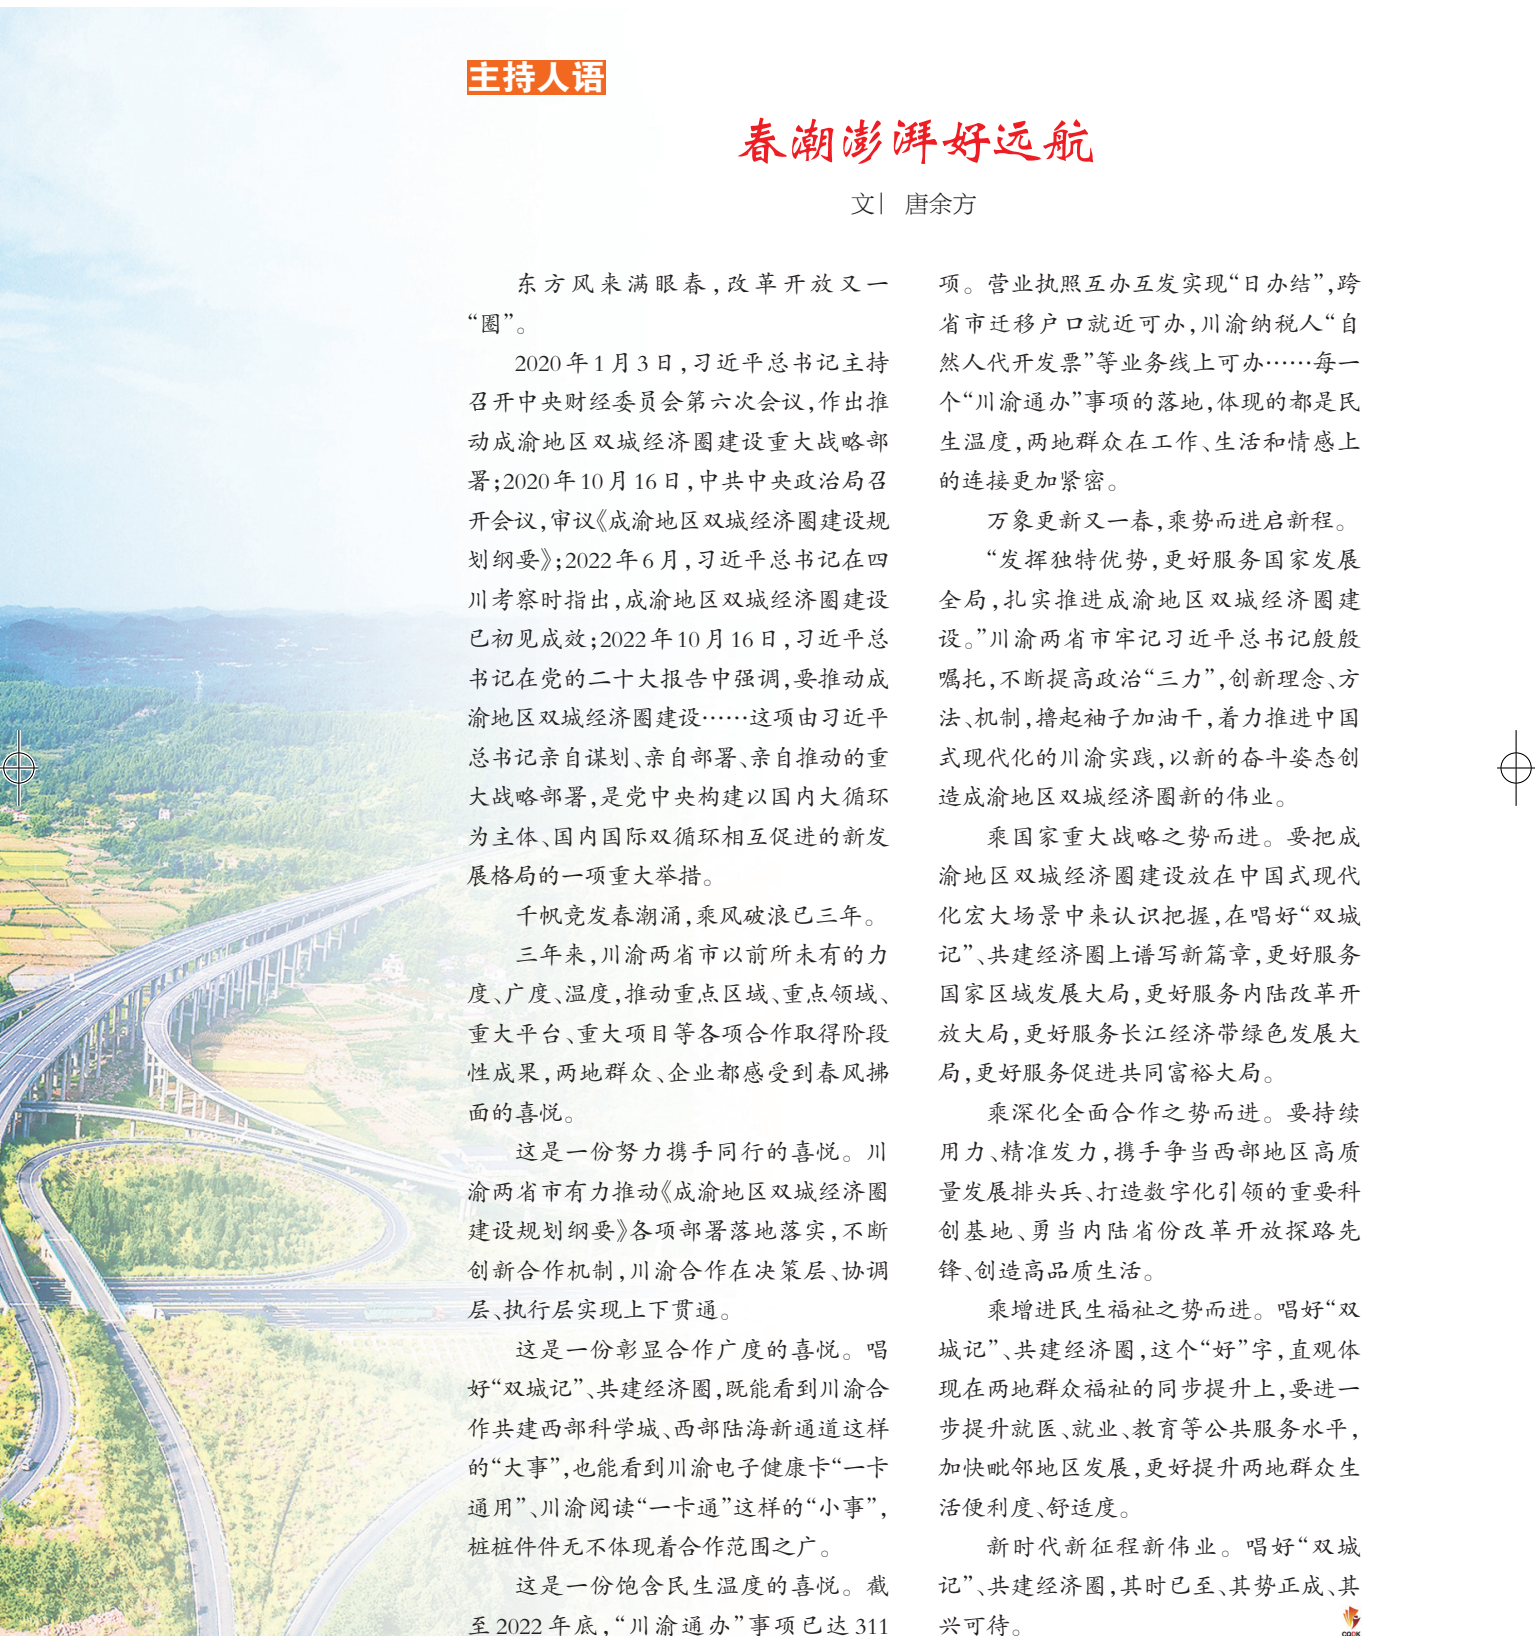 主持人语
春潮澎湃好远航
文| 唐余方
东方风来满眼春，改革开放又一
“圈”。
2020年1月3日，习近平总书记主持
召开中央财经委员会第六次会议，作出推
动成渝地区双城经济圈建设重大战略部
署；2020年10月16日，中共中央政治局召
开会议，审议《成渝地区双城经济圈建设规
划纲要》；2022年6月，习近平总书记在四
川考察时指出，成渝地区双城经济圈建设
已初见成效；2022年10月16日，习近平总
书记在党的二十大报告中强调，要推动成
渝地区双城经济圈建设……这项由习近平
总书记亲自谋划、亲自部署、亲自推动的重
大战略部署，是党中央构建以国内大循环
为主体、国内国际双循环相互促进的新发
展格局的一项重大举措。
千帆竞发春潮涌，乘风破浪已三年。
三年来，川渝两省市以前所未有的力
度、广度、温度，推动重点区域、重点领域、
重大平台、重大项目等各项合作取得阶段
性成果，两地群众、企业都感受到春风拂
面的喜悦。
这是一份努力携手同行的喜悦。川
渝两省市有力推动《成渝地区双城经济圈
建设规划纲要》各项部署落地落实，不断
创新合作机制，川渝合作在决策层、协调
层、执行层实现上下贯通。
这是一份彰显合作广度的喜悦。唱
好“双城记”、共建经济圈，既能看到川渝合
作共建西部科学城、西部陆海新通道这样
的“大事”，也能看到川渝电子健康卡“一卡
通用”、川渝阅读“一卡通”这样的“小事”，
桩桩件件无不体现着合作范围之广。
这是一份饱含民生温度的喜悦。截
至2022年底，“川渝通办”事项已达311
项。营业执照互办互发实现“日办结”，跨
省市迁移户口就近可办，川渝纳税人“自
然人代开发票”等业务线上可办……每一
个“川渝通办”事项的落地，体现的都是民
生温度，两地群众在工作、生活和情感上
的连接更加紧密。
万象更新又一春，乘势而进启新程。
“发挥独特优势，更好服务国家发展
全局，扎实推进成渝地区双城经济圈建
设。”川渝两省市牢记习近平总书记殷殷
嘱托，不断提高政治“三力”，创新理念、方
法、机制，撸起袖子加油干，着力推进中国
式现代化的川渝实践，以新的奋斗姿态创
造成渝地区双城经济圈新的伟业。
乘国家重大战略之势而进。要把成
渝地区双城经济圈建设放在中国式现代
化宏大场景中来认识把握，在唱好“双城
记”、共建经济圈上谱写新篇章，更好服务
国家区域发展大局，更好服务内陆改革开
放大局，更好服务长江经济带绿色发展大
局，更好服务促进共同富裕大局。
乘深化全面合作之势而进。要持续
用力、精准发力，携手争当西部地区高质
量发展排头兵、打造数字化引领的重要科
创基地、勇当内陆省份改革开放探路先
锋、创造高品质生活。
乘增进民生福祉之势而进。唱好“双
城记”、共建经济圈，这个“好”字，直观体
现在两地群众福祉的同步提升上，要进一
步提升就医、就业、教育等公共服务水平，
加快毗邻地区发展，更好提升两地群众生
活便利度、舒适度。
新时代新征程新伟业。唱好“双城
记”、共建经济圈，其时已至、其势正成、其
兴可待。